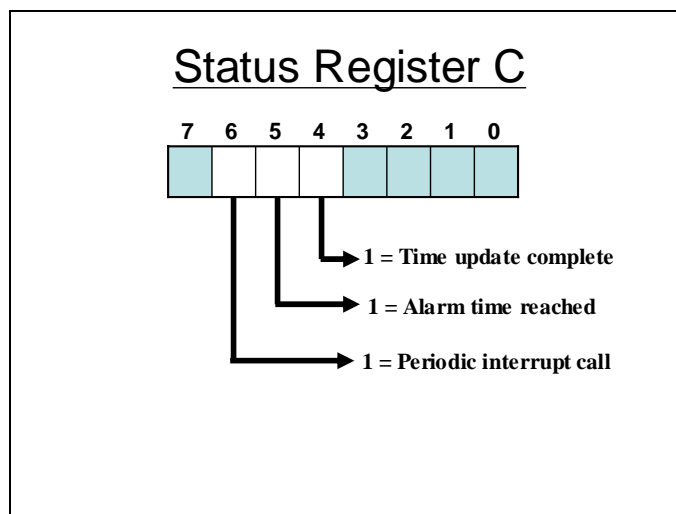 Status Register C
7 6 5 4 3 2 1 0
1 = Time update complete
1 = Alarm time reached
1 = Periodic interrupt call